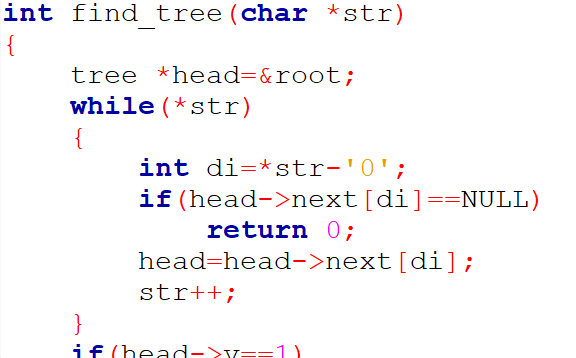 int find_tree(char *str)
{
tree *head=&root;
while(*str)
{
int di=*str-'0';
if(head->next[di]==NULL)
return 0;
head=head->next[di];
str++;
}
if(head->v==1)